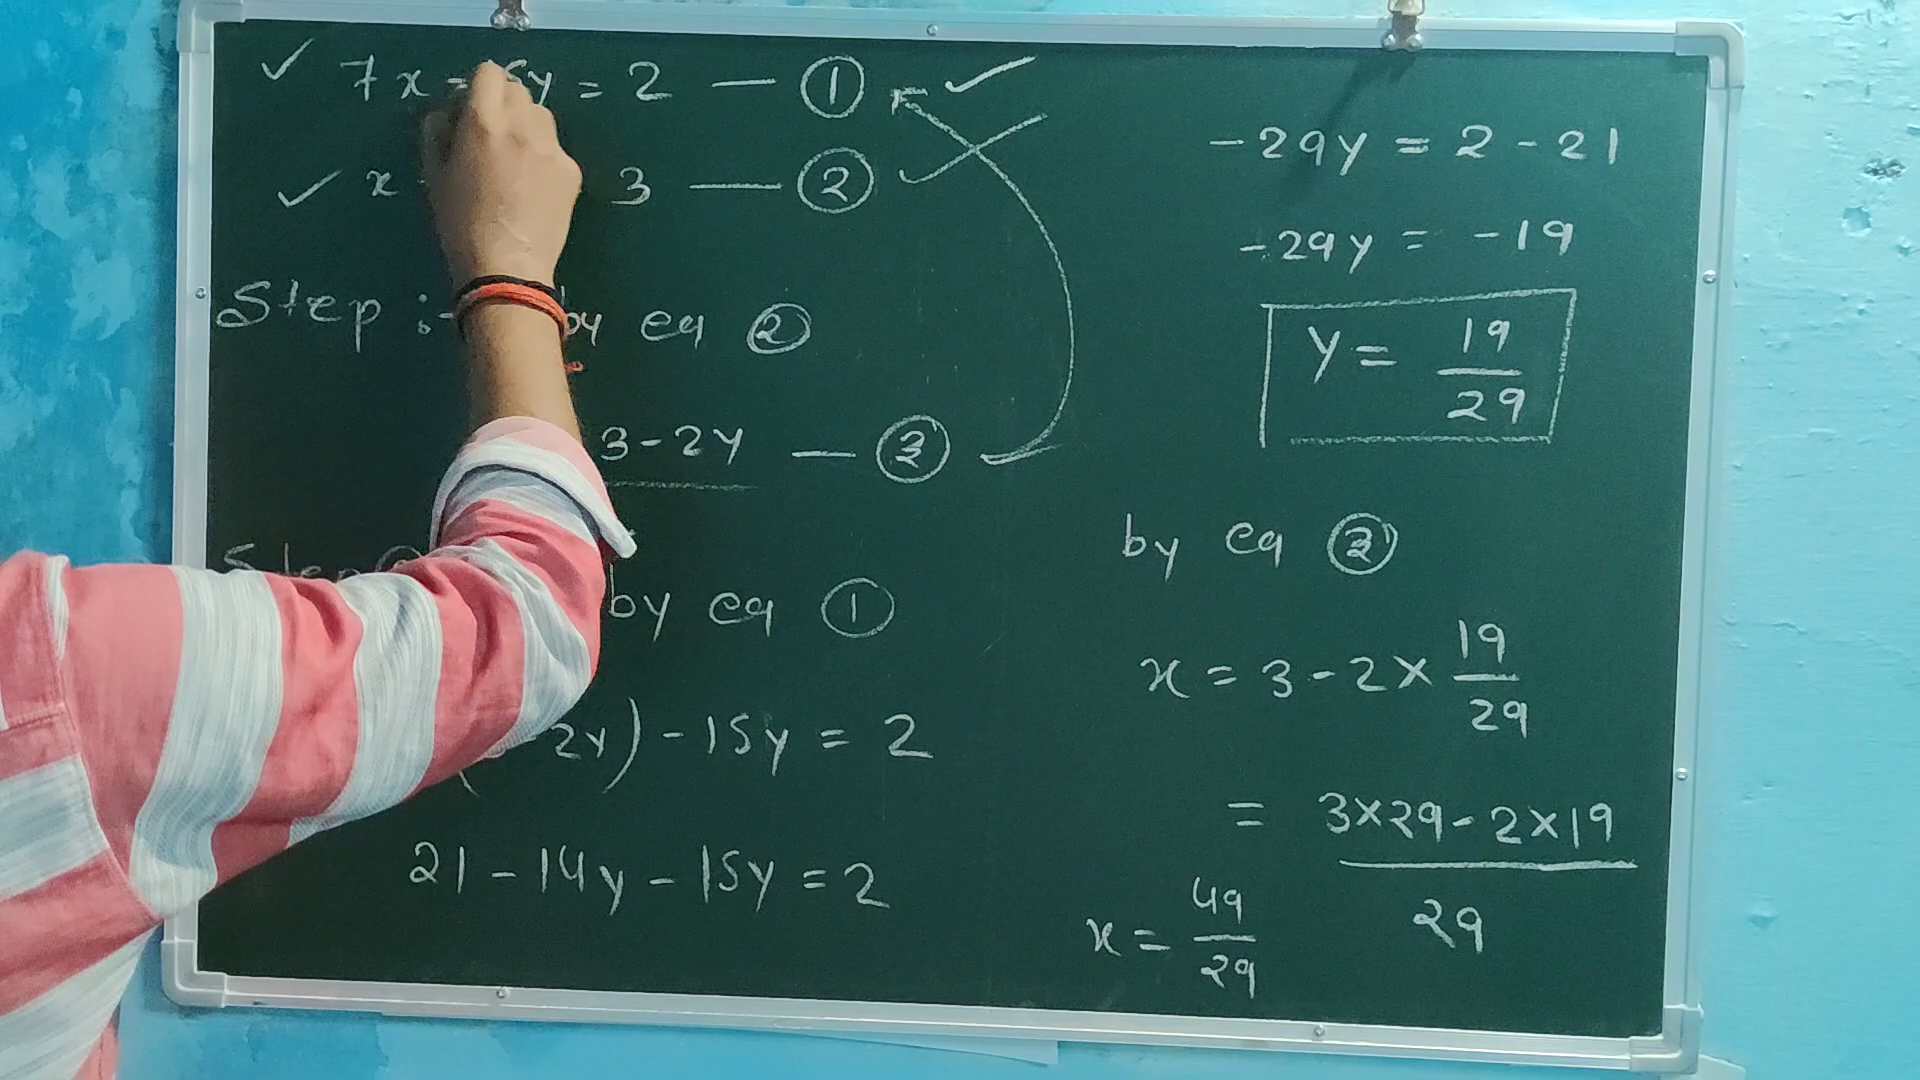 7x - 15y = 2 — ①
x 3 — ②
Step :- by eq ②
3 - 2y — ③
Step by eq ①
2y) - 15y = 2
21 - 14y - 15y = 2
-29y = 2 - 21
-29y = -19
y = 19/29
by eq ③
x = 3 - 2 × 19/29
= 3×29 - 2×19 / 29
x = 49/29